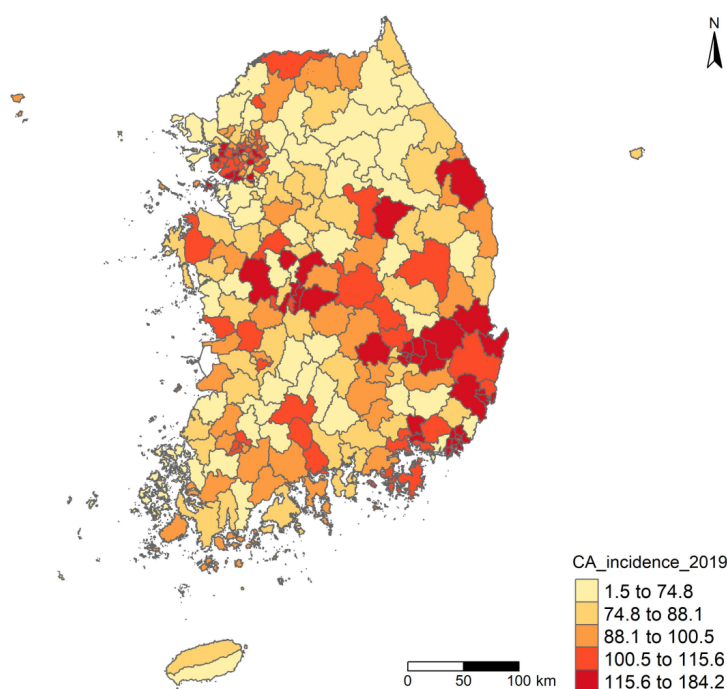 N
CA_incidence_2019
1.5 to 74.8
74.8 to 88.1
88.1 to 100.5
100.5 to 115.6
115.6 to 184.2
0 50 100 km